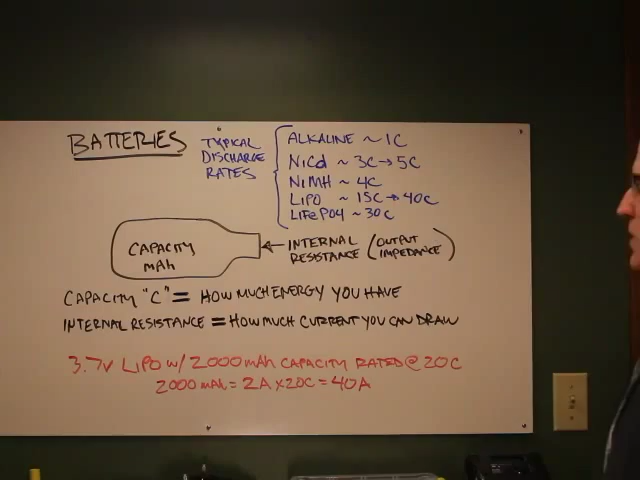 BATTERIES
TYPICAL DISCHARGE RATES
ALKALINE ~ 1C
NiCd ~ 3C→5C
NiMH ~ 4C
LIPO ~ 15C → 40C
LIFePO4 ~ 30C
CAPACITY
mAh
← INTERNAL RESISTANCE (OUTPUT IMPEDANCE)
CAPACITY "C" = HOW MUCH ENERGY YOU HAVE
INTERNAL RESISTANCE = HOW MUCH CURRENT YOU CAN DRAW
3.7V LIPO w/ 2000mAh CAPACITY RATED @ 20C
2000mAh = 2A x 20C = 40A